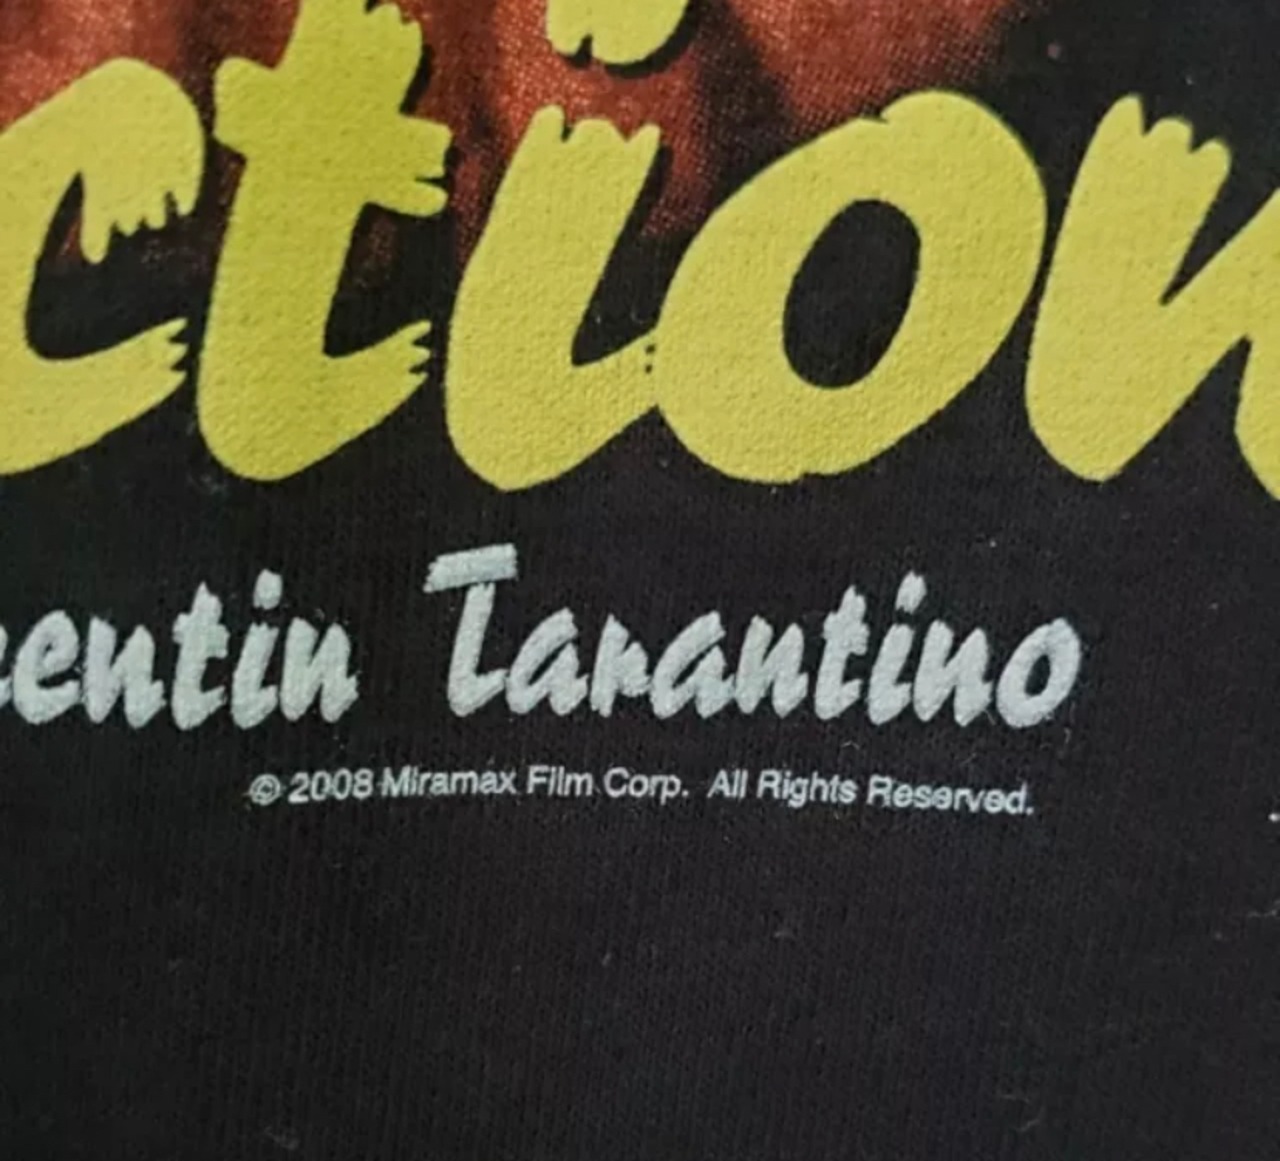 ction
entin Tarantino
© 2008 Miramax Film Corp. All Rights Reserved.